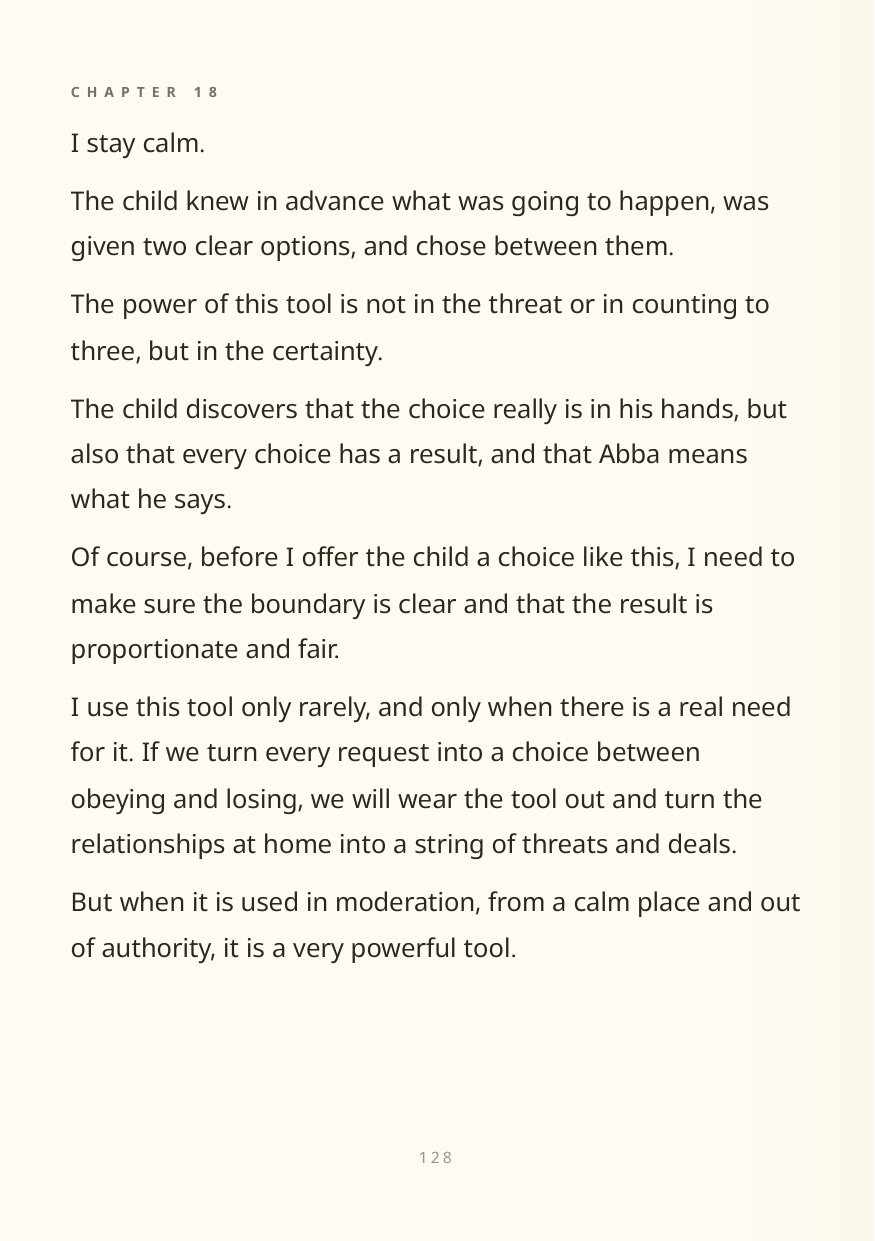 CHAPTER 18
I stay calm.
The child knew in advance what was going to happen, was
given two clear options, and chose between them.
The power of this tool is not in the threat or in counting to
three, but in the certainty.
The child discovers that the choice really is in his hands, but
also that every choice has a result, and that Abba means
what he says.
Of course, before I offer the child a choice like this, I need to
make sure the boundary is clear and that the result is
proportionate and fair.
I use this tool only rarely, and only when there is a real need
for it. If we turn every request into a choice between
obeying and losing, we will wear the tool out and turn the
relationships at home into a string of threats and deals.
But when it is used in moderation, from a calm place and out
of authority, it is a very powerful tool.
128